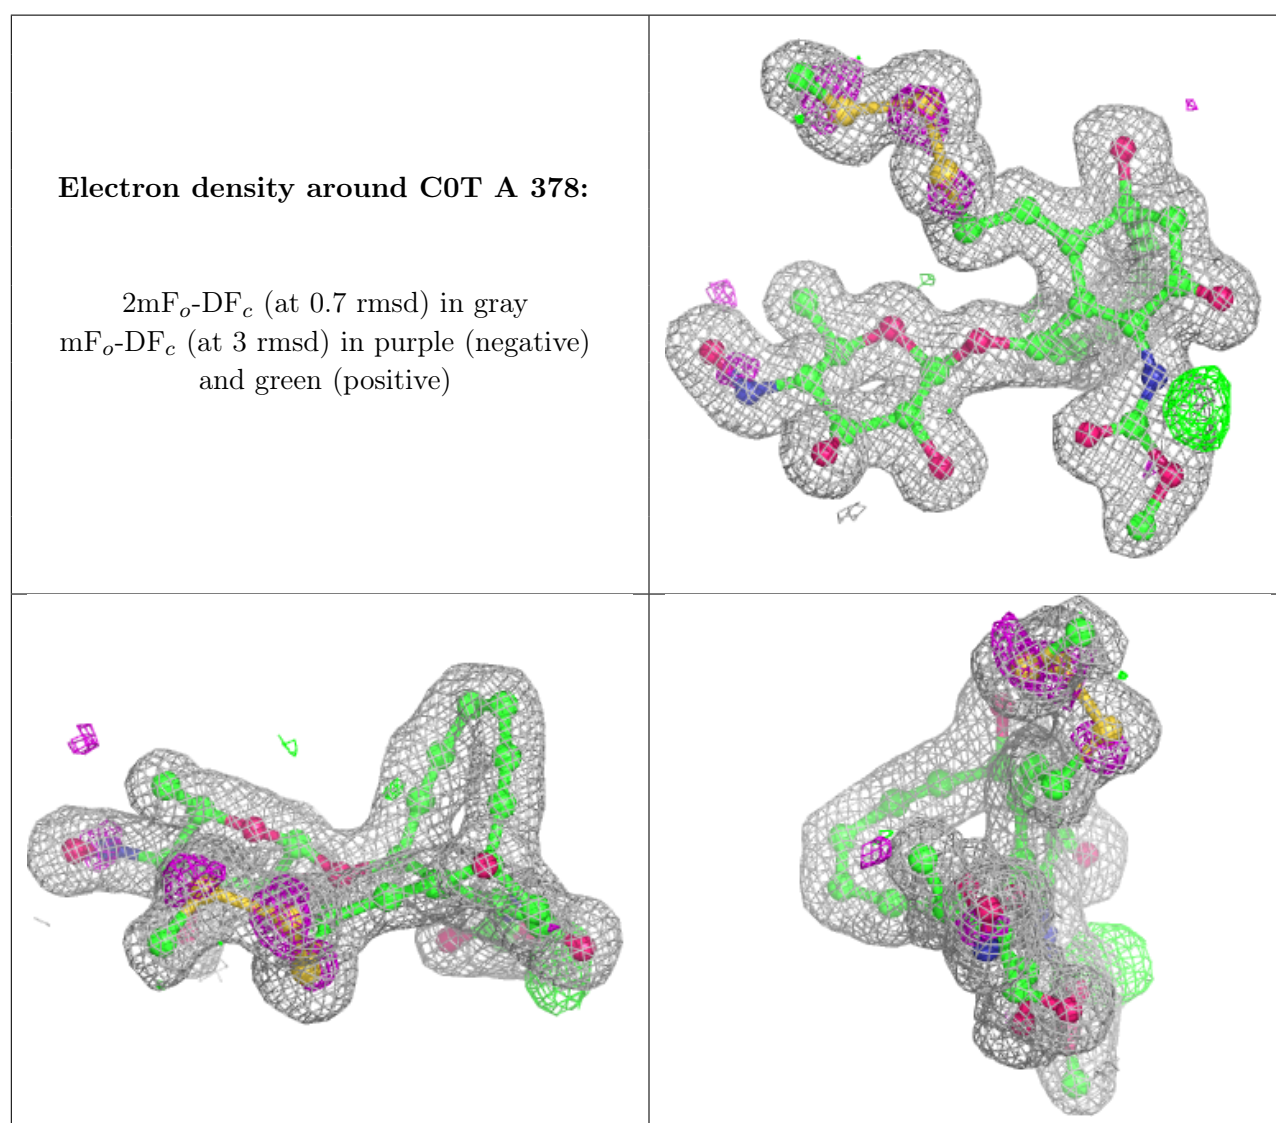 Electron density around C0T A 378:
2mFo-DFc (at 0.7 rmsd) in gray
mFo-DFc (at 3 rmsd) in purple (negative)
and green (positive)